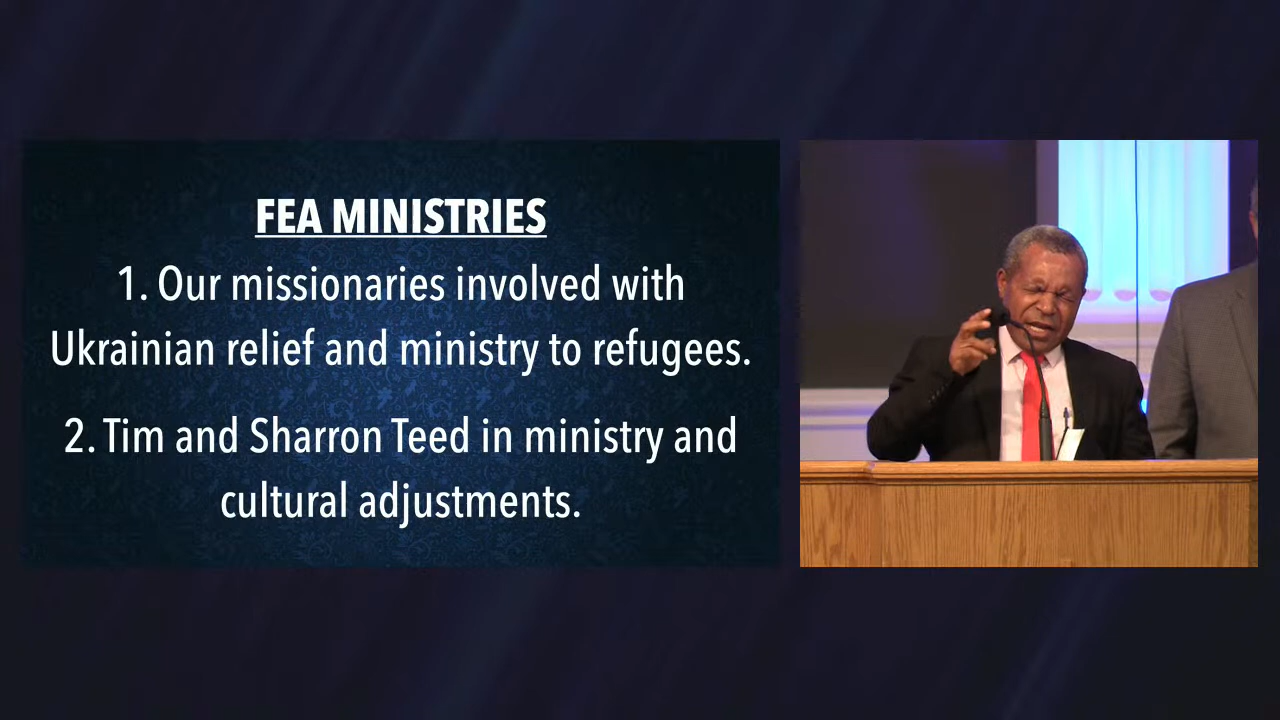 FEA MINISTRIES
1. Our missionaries involved with
Ukrainian relief and ministry to refugees.
2. Tim and Sharron Teed in ministry and
cultural adjustments.